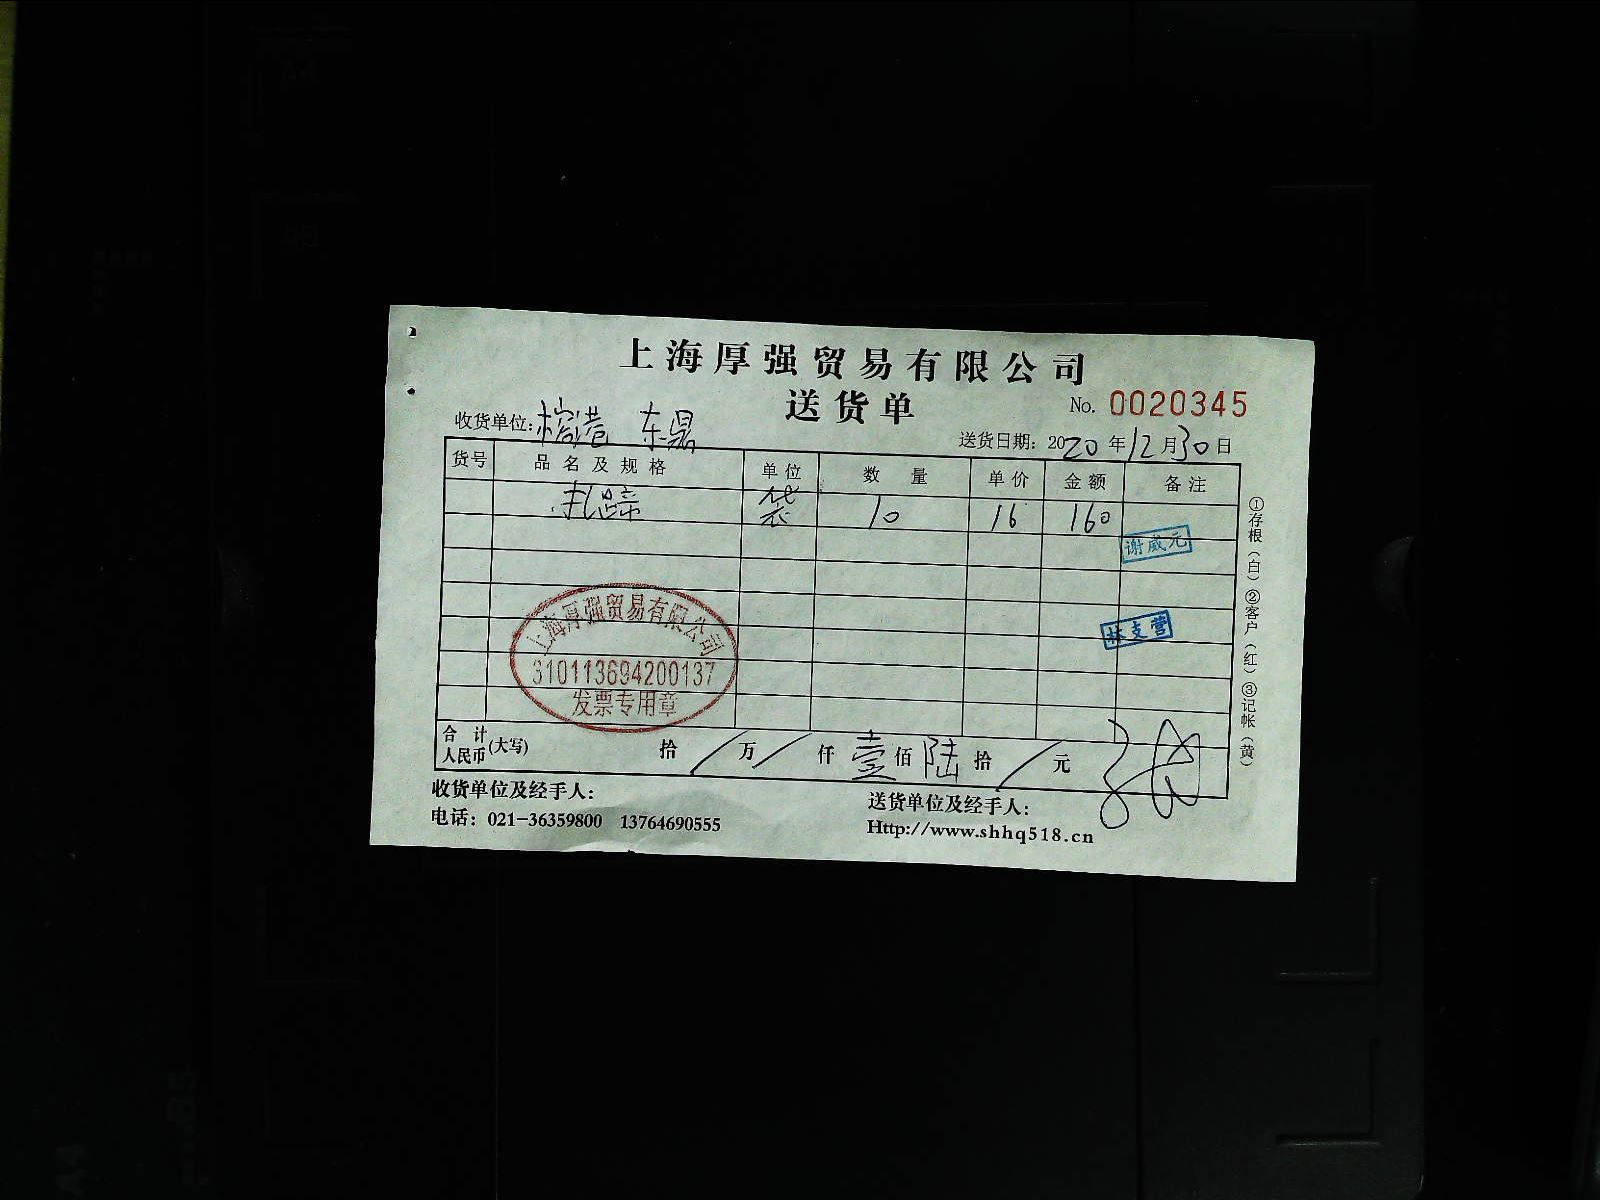 上海厚强贸易有限公司
送货单
No. 0020345
收货单位: 榕港 东鼎
送货日期: 2020年12月30日
货号 品名及规格 单位 数量 单价 金额 备注
扎蹄 袋 10 16 160
谢威元
林支营
上海厚强贸易有限公司
310113694200137
发票专用章
合计人民币(大写) 拾 / 万 / 仟 壹 佰 陆 拾 / 元
收货单位及经手人:
送货单位及经手人:
电话: 021-36359800 13764690555
Http://www.shhq518.cn
①存根(白)②客户(红)③记帐(黄)